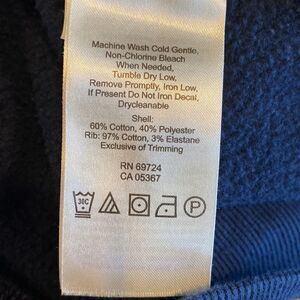 Machine Wash Cold Gentle,
Non-Chlorine Bleach
When Needed,
Tumble Dry Low,
Remove Promptly, Iron Low,
If Present Do Not Iron Decal,
Drycleanable
Shell:
60% Cotton, 40% Polyester
Rib: 97% Cotton, 3% Elastane
Exclusive of Trimming
RN 69724
CA 05367
30C P